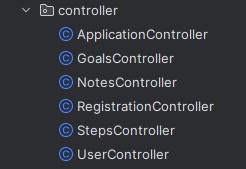 controller
ApplicationController
GoalsController
NotesController
RegistrationController
StepsController
UserController